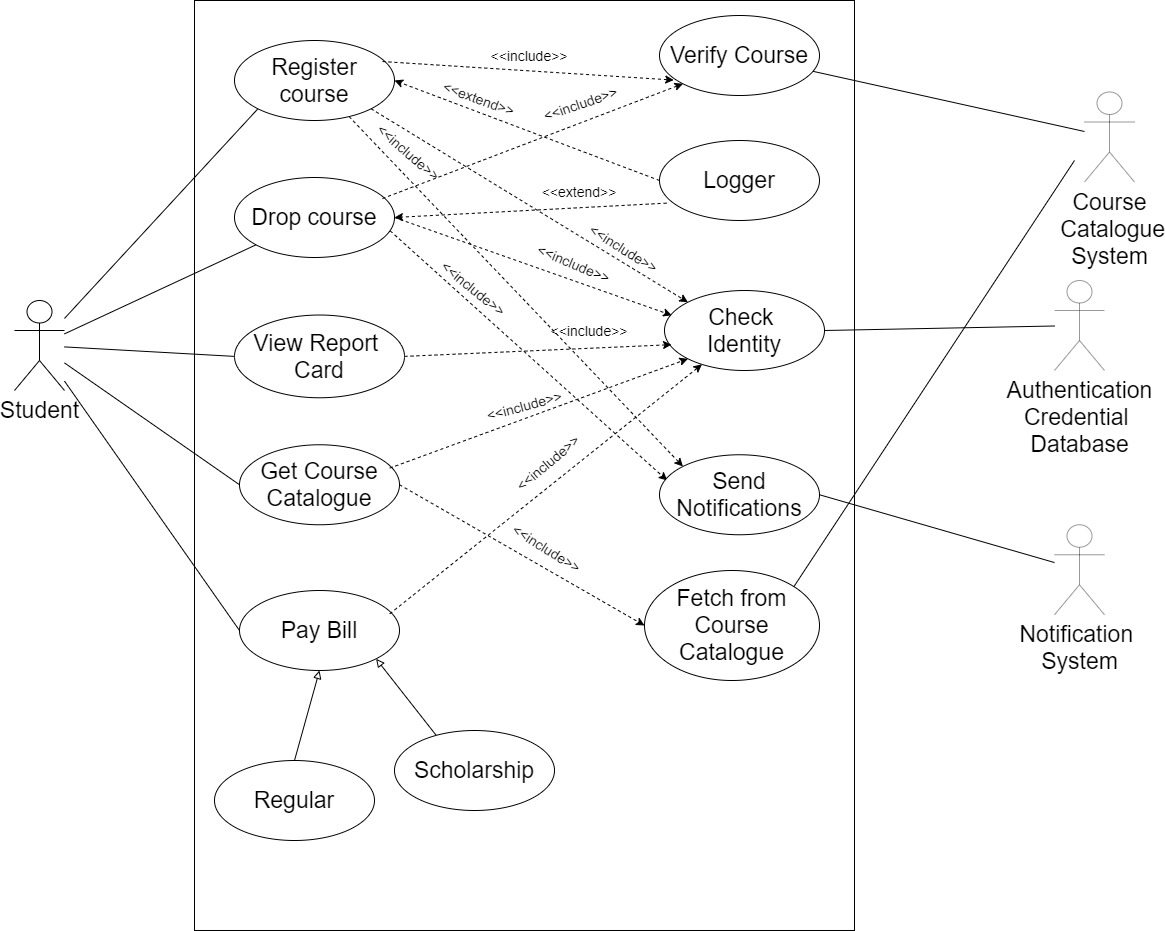 Register
course
<<include>>
Verify Course
<<extend>>
<<include>>
<<include>>
Logger
Drop course
<<extend>>
Course
Catalogue
System
<<include>>
<<include>>
<<include>>
Check
Identity
View Report
Card
<<include>>
Student
Authentication
Credential
Database
<<include>>
Get Course
Catalogue
<<include>>
Send
Notifications
<<include>>
Fetch from
Course
Catalogue
Pay Bill
Notification
System
Scholarship
Regular